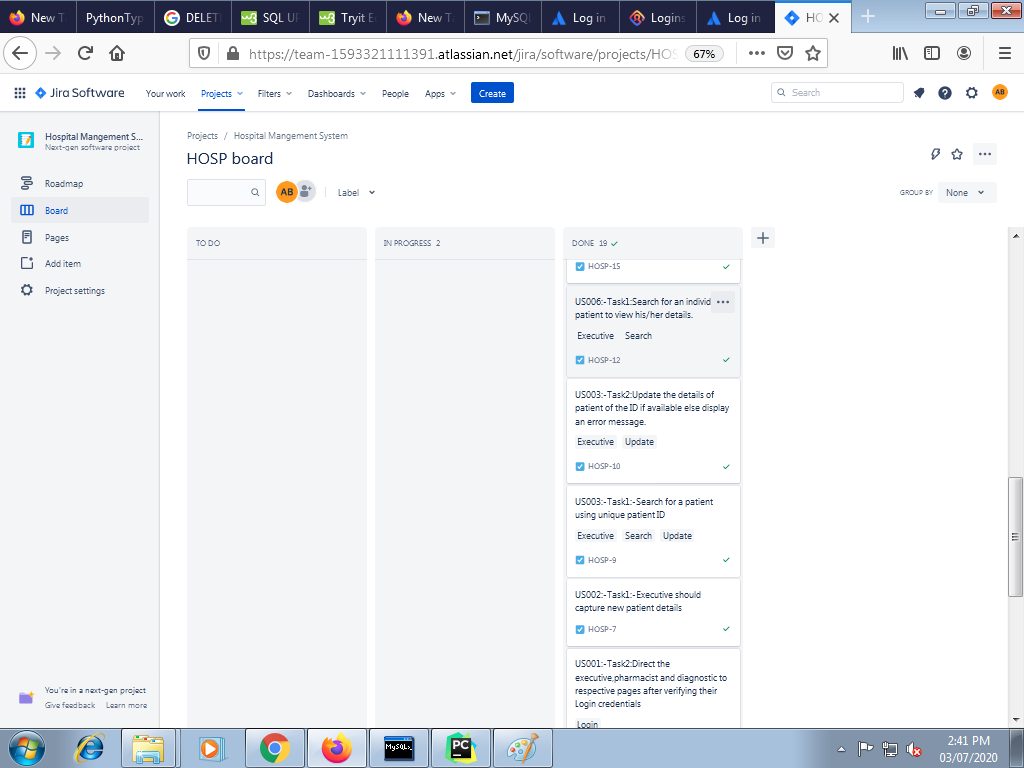 New T
PythonTyp
DELETI
SQL UP
Tryit E
New T
MySQL
Log in
Logins
Log in
HO
https://team-1593321111391.atlassian.net/jira/software/projects/HOS
67%
Jira Software
Your work
Projects
Filters
Dashboards
People
Apps
Create
Search
AB
Hospital Mangement S...
Next-gen software project
Roadmap
Board
Pages
Add item
Project settings
You're in a next-gen project
Give feedback Learn more
Projects / Hospital Mangement System
HOSP board
AB
Label
GROUP BY None
TO DO
IN PROGRESS 2
DONE 19
HOSP-15
US006:-Task1:Search for an individ
patient to view his/her details.
Executive Search
HOSP-12
US003:-Task2:Update the details of
patient of the ID if available else display
an error message.
Executive Update
HOSP-10
US003:-Task1:-Search for a patient
using unique patient ID
Executive Search Update
HOSP-9
US002:-Task1:-Executive should
capture new patient details
HOSP-7
US001:-Task2:Direct the
executive,pharmacist and diagnostic to
respective pages after verifying their
Login credentials
Login
MySQL
PC
2:41 PM
03/07/2020